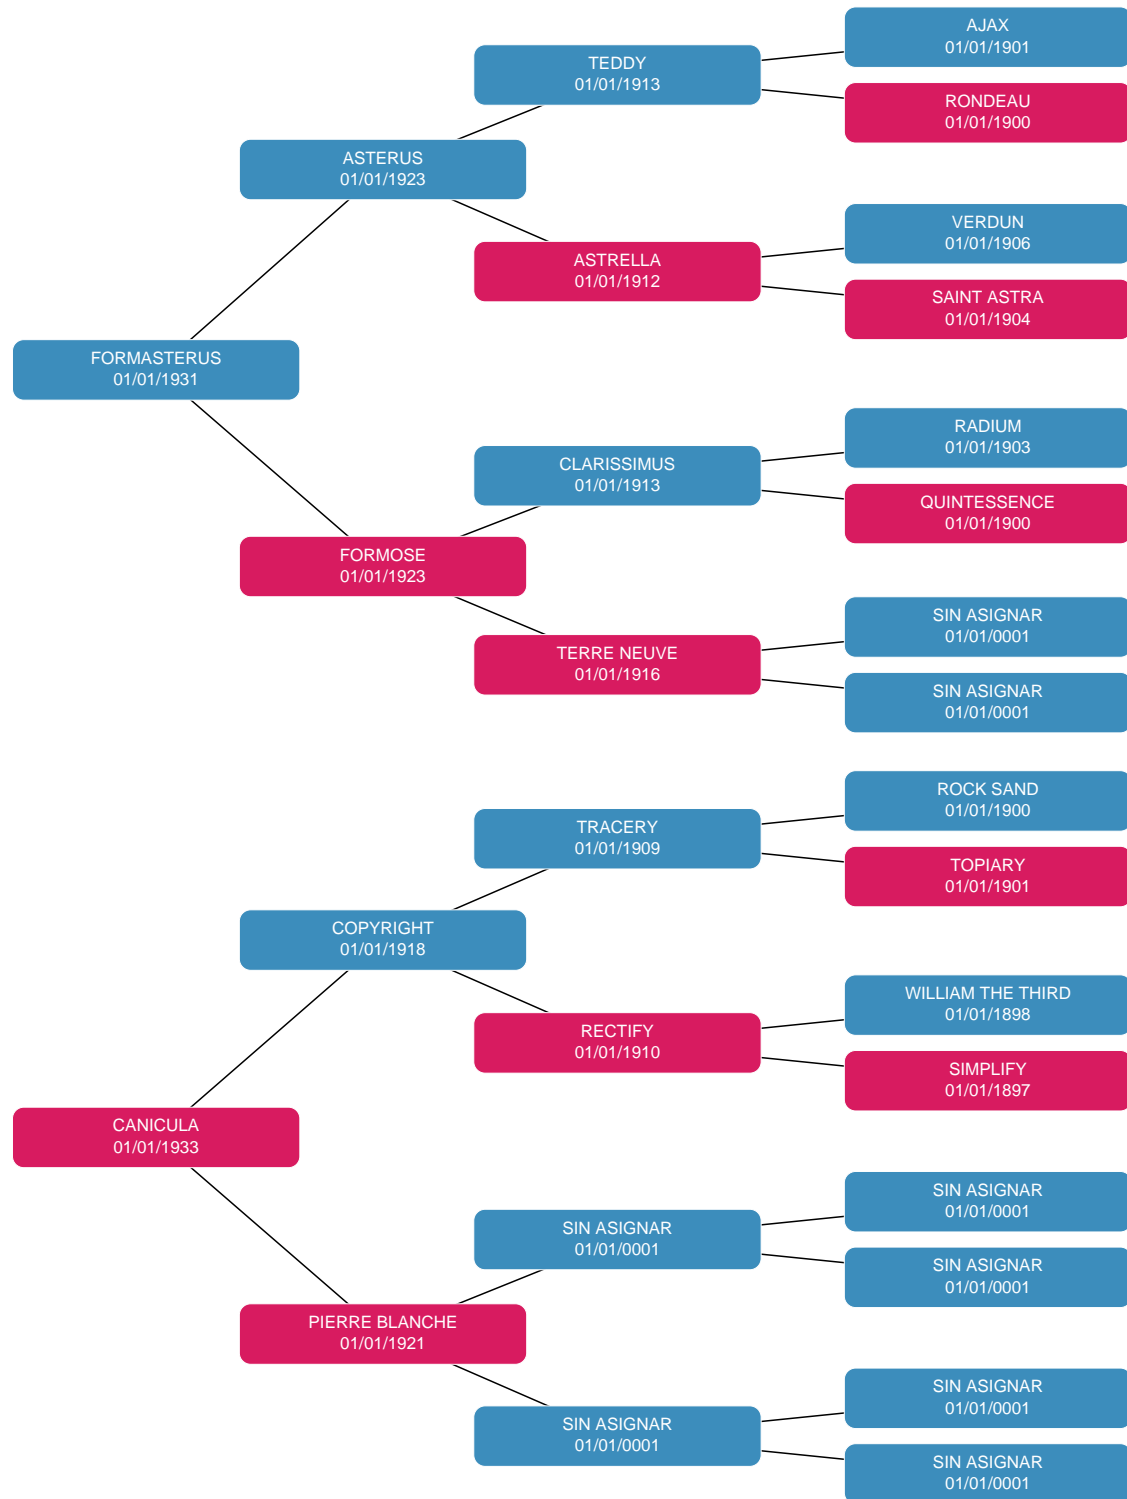 AJAX
01/01/1901
TEDDY
01/01/1913
RONDEAU
01/01/1900
ASTERUS
01/01/1923
VERDUN
01/01/1906
ASTRELLA
01/01/1912
SAINT ASTRA
01/01/1904
FORMASTERUS
01/01/1931
RADIUM
01/01/1903
CLARISSIMUS
01/01/1913
QUINTESSENCE
01/01/1900
FORMOSE
01/01/1923
SIN ASIGNAR
01/01/0001
TERRE NEUVE
01/01/1916
SIN ASIGNAR
01/01/0001
ROCK SAND
01/01/1900
TRACERY
01/01/1909
TOPIARY
01/01/1901
COPYRIGHT
01/01/1918
WILLIAM THE THIRD
01/01/1898
RECTIFY
01/01/1910
SIMPLIFY
01/01/1897
CANICULA
01/01/1933
SIN ASIGNAR
01/01/0001
SIN ASIGNAR
01/01/0001
SIN ASIGNAR
01/01/0001
PIERRE BLANCHE
01/01/1921
SIN ASIGNAR
01/01/0001
SIN ASIGNAR
01/01/0001
SIN ASIGNAR
01/01/0001